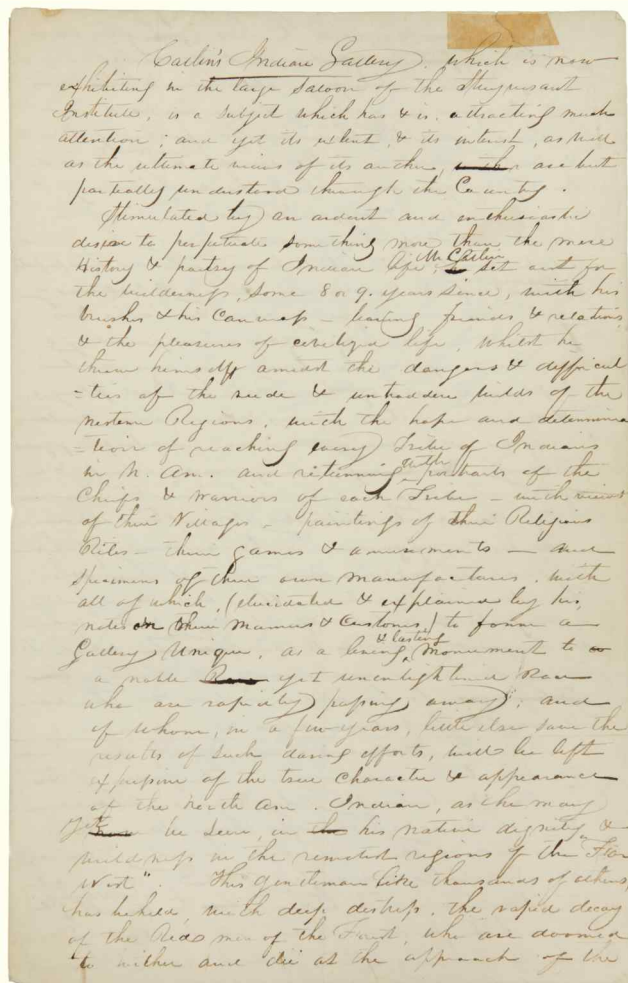 Catlin's Indian Gallery. which is now
exhibiting in the large Saloon of the Stuyvesant
Institute, is a subject which has & is attracting much
attention; and yet its extent, & its interest, as well
as the ultimate views of its author, are but
partially understood through the Country.
Stimulated by an ardent and enthusiastic
desire to perpetuate something more than the mere
History & poetry of Indian life, Mr Catlin set out for
the wilderness, some 8 or 9. years since, with his
brushes & his canvass - leaving friends & relations
& the pleasures of civilized life, whilst he
threw himself amidst the dangers & difficul
=ties of the rude & untrodden wilds of the
Western Regions, with the hope and determina
=tion of reaching every Tribe of Indians
in N. Am. and returning with portraits of the
Chiefs & warriors of each Tribe - with views
of their Villages - paintings of their Religious
Rites - their games & amusements - and
specimens of their own manufactures, with
all of which, (elucidated & explained by his
notes on their Manners & Customs) to forme a
Gallery Unique, as a living & lasting monument to
a noble yet unenlightened Race
who are rapidly passing away; and
of whom, in a few years, little else save the
results of such daring efforts, will be left
expressive of the true character & appearance
of the North Am. Indian, as he may
yet be seen, in his native dignity &
wildness in the remotest regions of the "Far
West". This gentleman like thousands of others,
has beheld, with deep distress, the rapid decay
of the Red men of the Forest, who are doomed
to wither and die at the approach of the